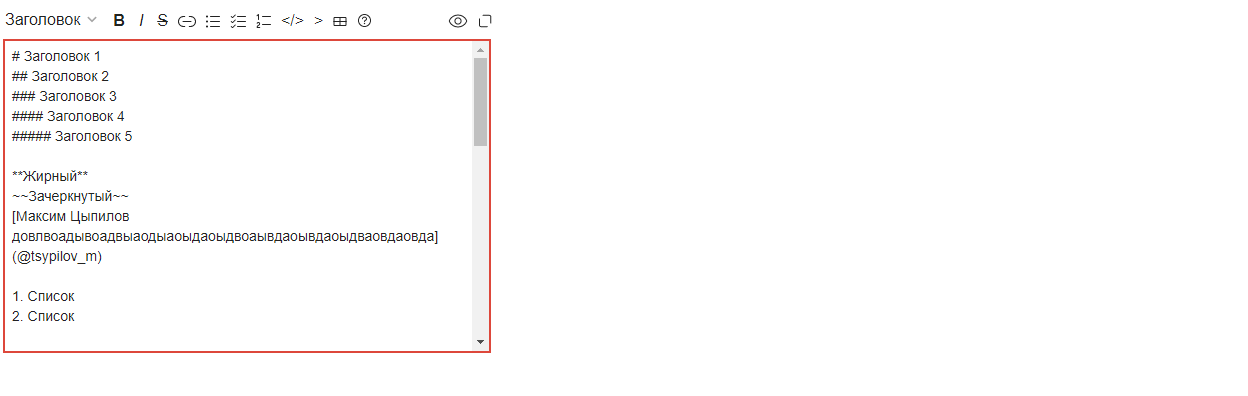 Заголовок B I S </> >
# Заголовок 1
## Заголовок 2
### Заголовок 3
#### Заголовок 4
##### Заголовок 5
**Жирный**
~~Зачеркнутый~~
[Максим Цыпилов
довлвоадывоадвыаодыаоыдаоыдвоаывдаоывдаоыдваовдаовда]
(@tsypilov_m)
1. Список
2. Список